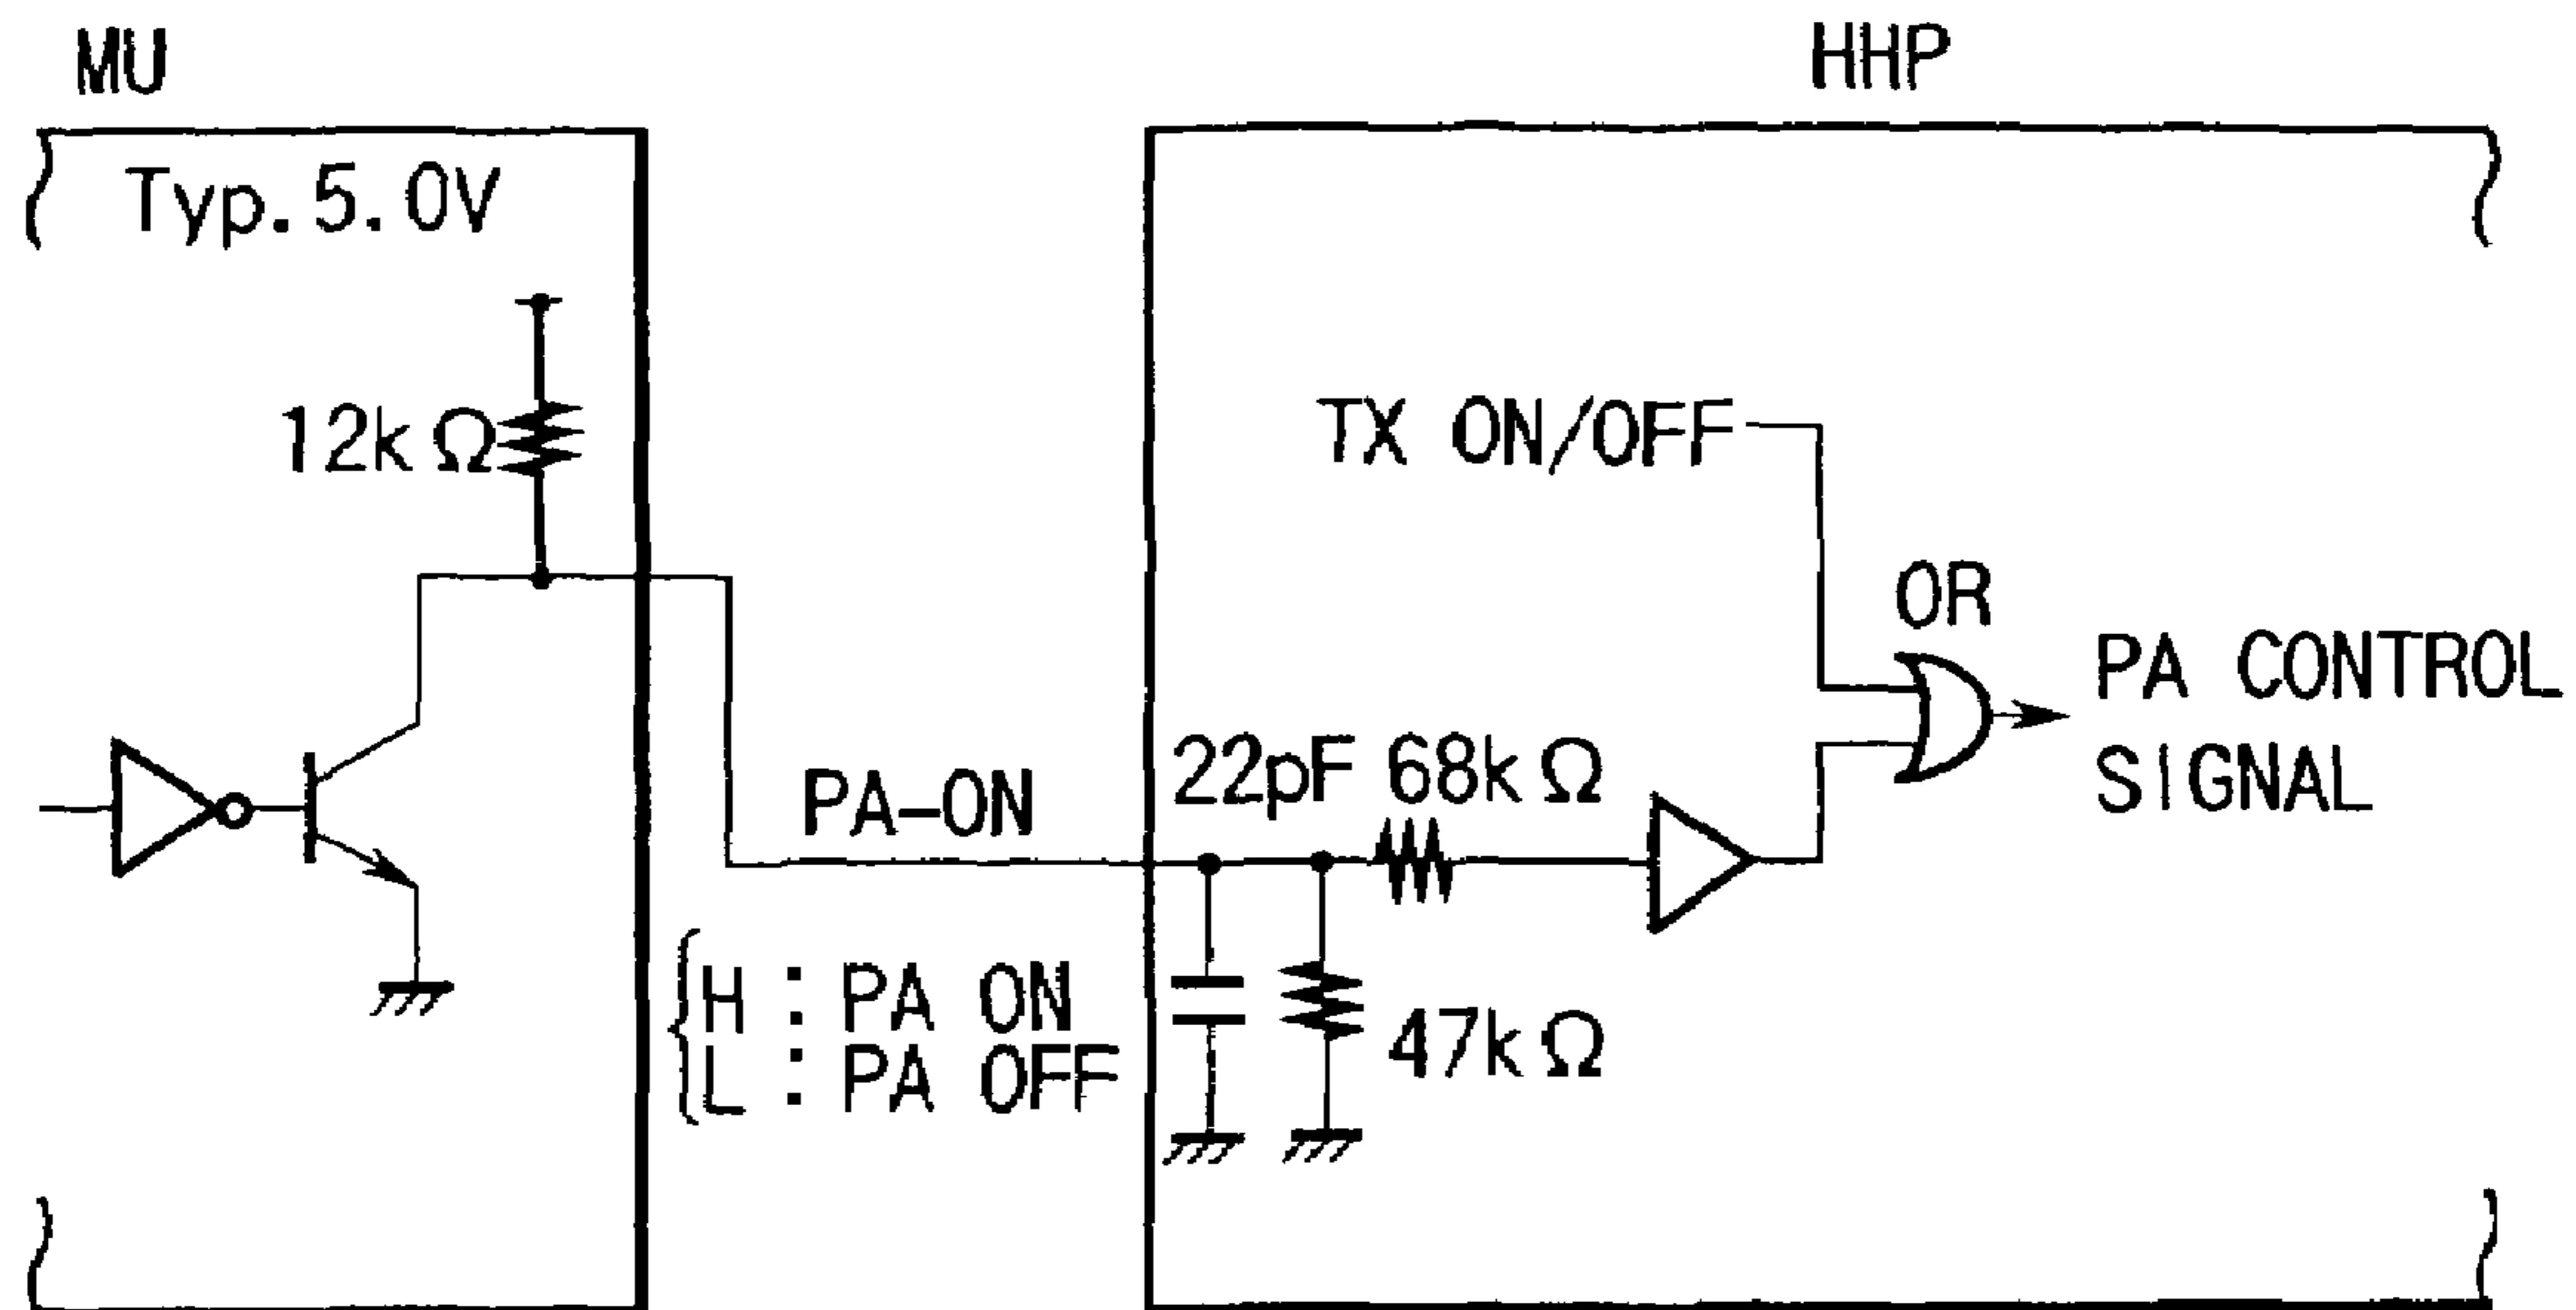 MU
HHP
Typ. 5.0V
12kΩ
TX ON/OFF
OR
PA CONTROL
SIGNAL
PA-ON
22pF 68kΩ
H : PA ON
L : PA OFF
47kΩ